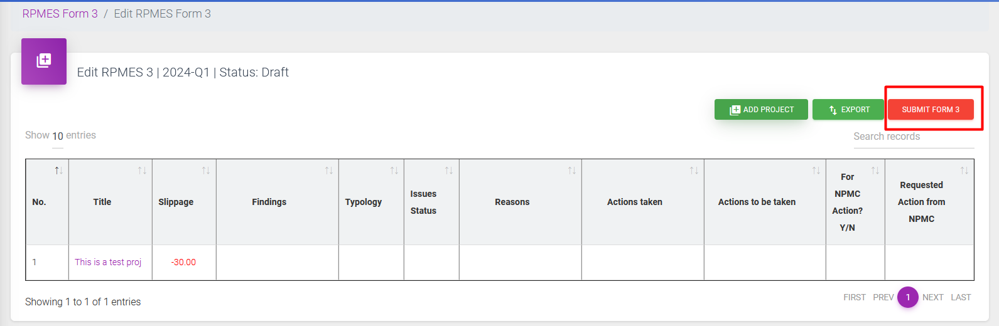 RPMES Form 3 / Edit RPMES Form 3
Edit RPMES 3 | 2024-Q1 | Status: Draft
ADD PROJECT
EXPORT
SUBMIT FORM 3
Show 10 entries
Search records
No.
Title
Slippage
Findings
Typology
Issues
Status
Reasons
Actions taken
Actions to be taken
For
NPMC
Action?
Y/N
Requested
Action from
NPMC
1
This is a test proj
-30.00
Showing 1 to 1 of 1 entries
FIRST PREV 1 NEXT LAST